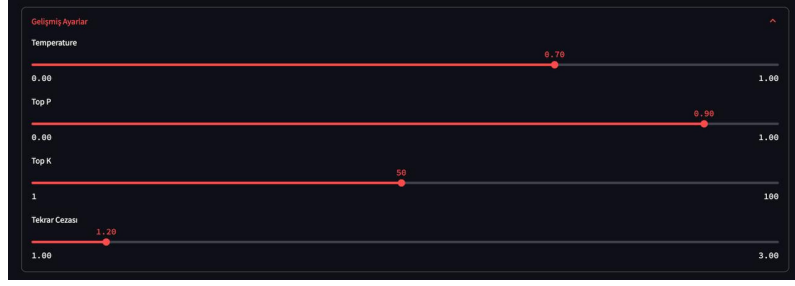 Gelişmiş Ayarlar
Temperature
0.70
0.00 1.00
Top P
0.90
0.00 1.00
Top K
50
1 100
Tekrar Cezası
1.20
1.00 3.00